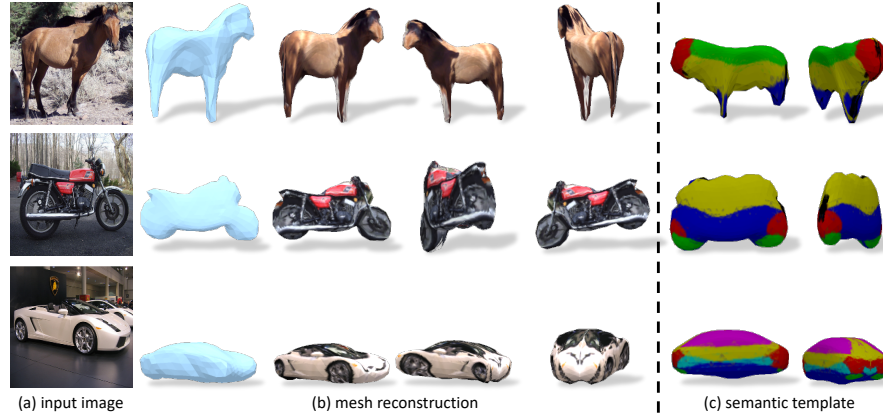 (a) input image
(b) mesh reconstruction
(c) semantic template